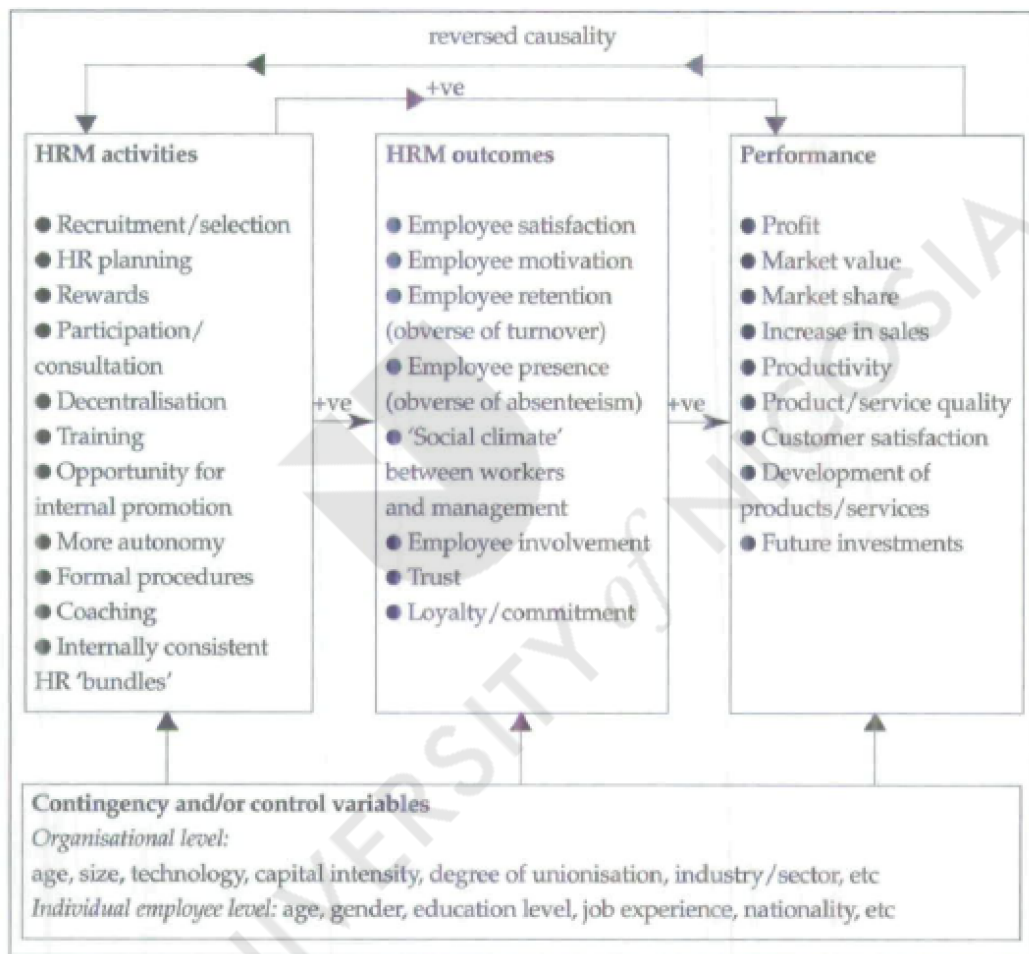 reversed causality
+ve
HRM activities
● Recruitment/selection
● HR planning
● Rewards
● Participation/
consultation
● Decentralisation
● Training
● Opportunity for
internal promotion
● More autonomy
● Formal procedures
● Coaching
● Internally consistent
HR 'bundles'
+ve
HRM outcomes
● Employee satisfaction
● Employee motivation
● Employee retention
(obverse of turnover)
● Employee presence
(obverse of absenteeism)
● 'Social climate'
between workers
and management
● Employee involvement
● Trust
● Loyalty/commitment
+ve
Performance
● Profit
● Market value
● Market share
● Increase in sales
● Productivity
● Product/service quality
● Customer satisfaction
● Development of
products/services
● Future investments
Contingency and/or control variables
Organisational level:
age, size, technology, capital intensity, degree of unionisation, industry/sector, etc
Individual employee level: age, gender, education level, job experience, nationality, etc
UNIVERSITY of NICOSIA